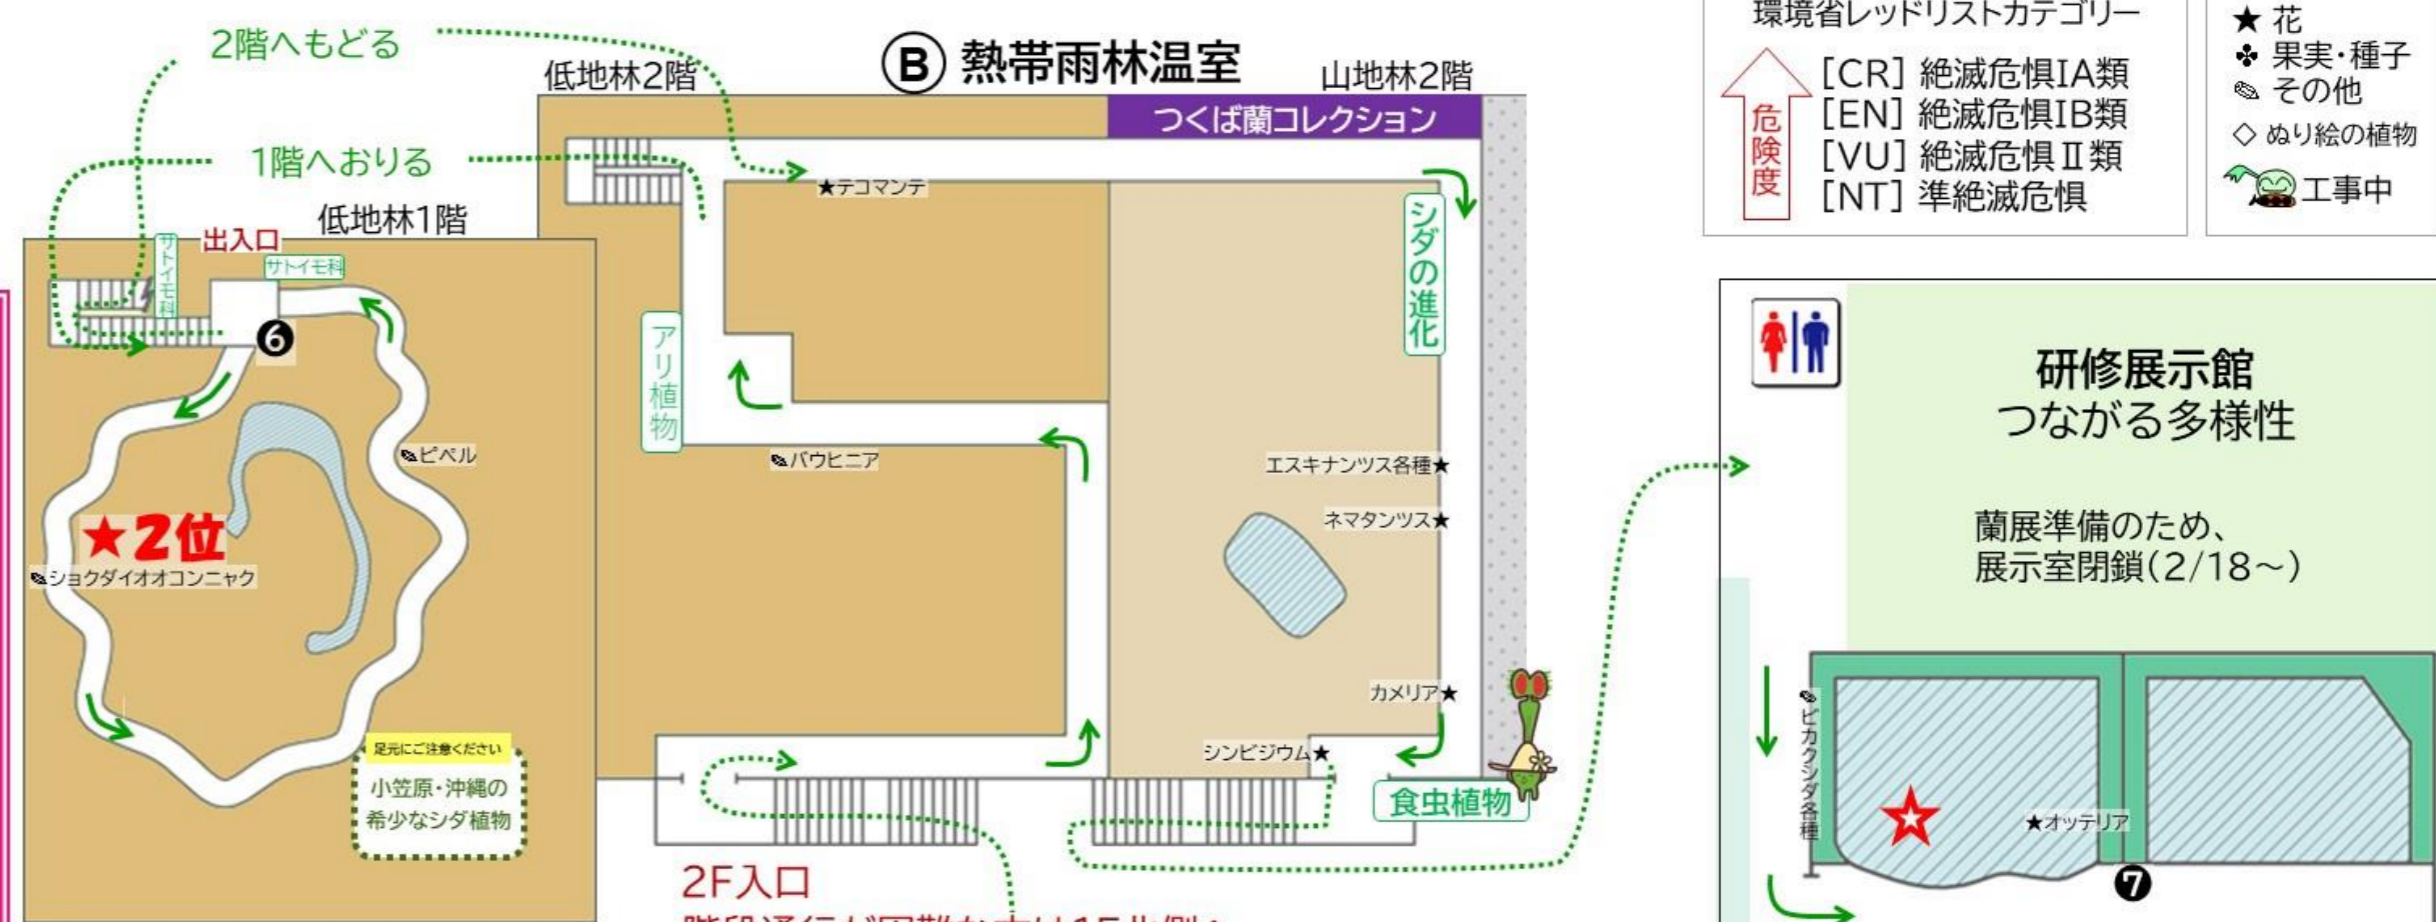 2階へもどる
Ⓑ 熱帯雨林温室
低地林2階
山地林2階
つくば蘭コレクション
1階へおりる
★テコマンテ
低地林1階
出入口
サトイモ科
サトイモ科
❻
シダの進化
アリ植物
✎ピペル
✎バウヒニア
エスキナンツス各種★
ネマタンツス★
★2位
✎ショクダイオオコンニャク
カメリア★
シンビジウム★
足元にご注意ください
小笠原・沖縄の
希少なシダ植物
食虫植物
2F入口
環境省レッドリストカテゴリー
危険度
[CR] 絶滅危惧IA類
[EN] 絶滅危惧IB類
[VU] 絶滅危惧Ⅱ類
[NT] 準絶滅危惧
★ 花
✤ 果実・種子
✎ その他
◇ ぬり絵の植物
工事中
研修展示館
つながる多様性
蘭展準備のため、
展示室閉鎖(2/18～)
✎ビカクシダ各種
★オッテリア
❼